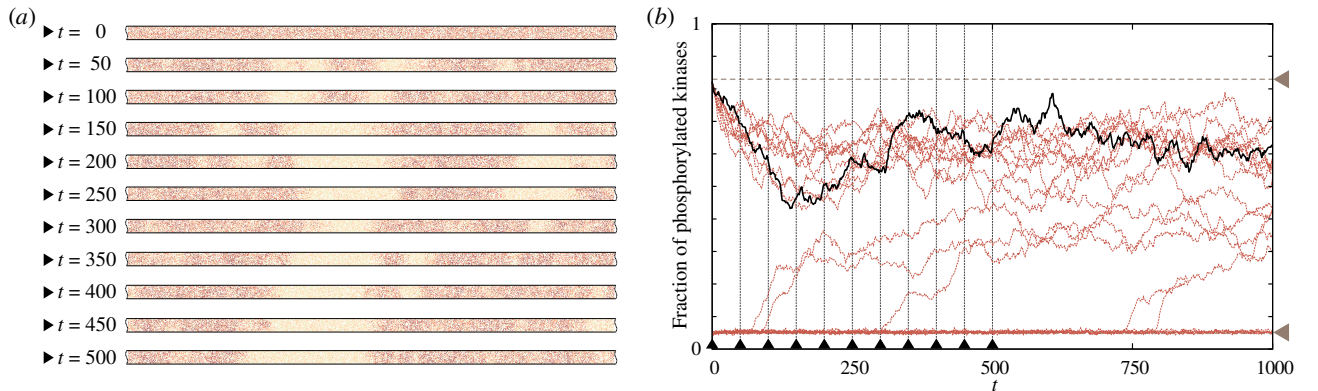 (a)
t = 0
t = 50
t = 100
t = 150
t = 200
t = 250
t = 300
t = 350
t = 400
t = 450
t = 500
(b)
Fraction of phosphorylated kinases
1
0
0 250 500 750 1000
t